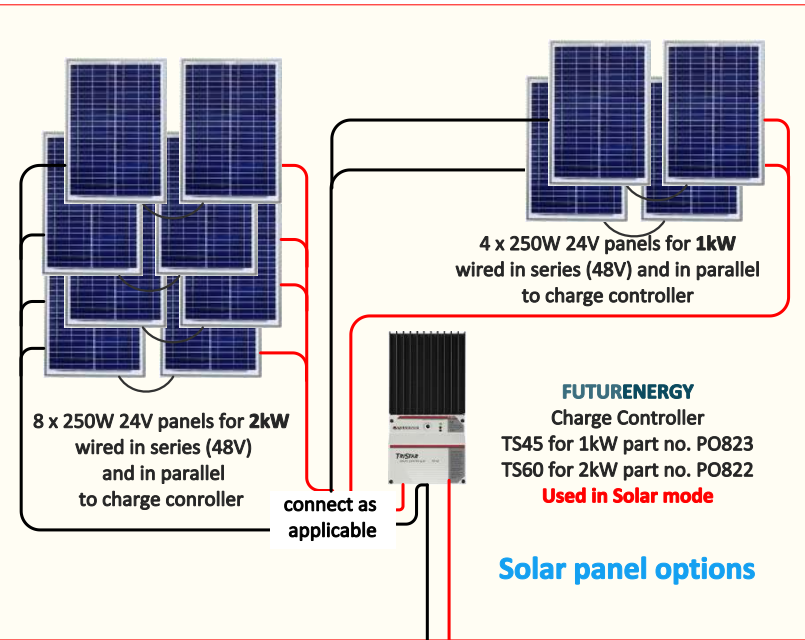 4 x 250W 24V panels for 1kW
wired in series (48V) and in parallel
to charge controller
8 x 250W 24V panels for 2kW
wired in series (48V)
and in parallel
to charge conroller
connect as
applicable
TRISTAR
FUTURENERGY
Charge Controller
TS45 for 1kW part no. PO823
TS60 for 2kW part no. PO822
Used in Solar mode
Solar panel options